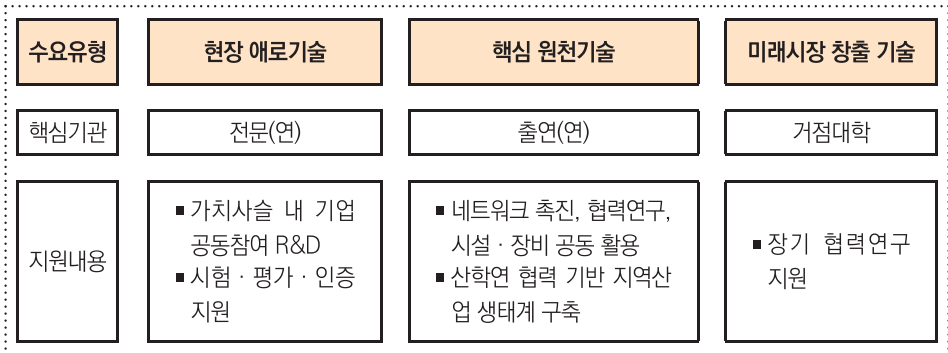 수요유형
현장 애로기술
핵심 원천기술
미래시장 창출 기술
핵심기관
전문(연)
출연(연)
거점대학
지원내용
▪ 가치사슬 내 기업
공동참여 R&D
▪ 시험·평가·인증
지원
▪ 네트워크 촉진, 협력연구,
시설·장비 공동 활용
▪ 산학연 협력 기반 지역산
업 생태계 구축
▪ 장기 협력연구
지원